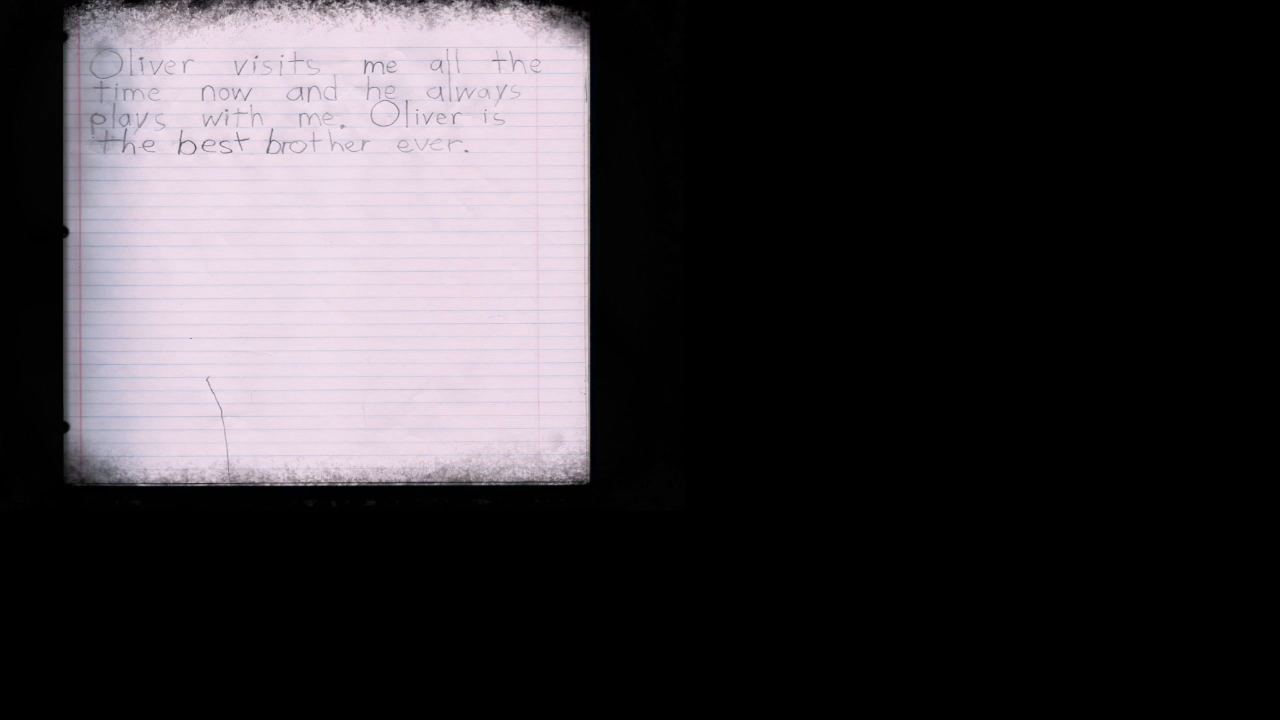 Oliver visits me all the
time now and he always
plays with me. Oliver is
the best brother ever.